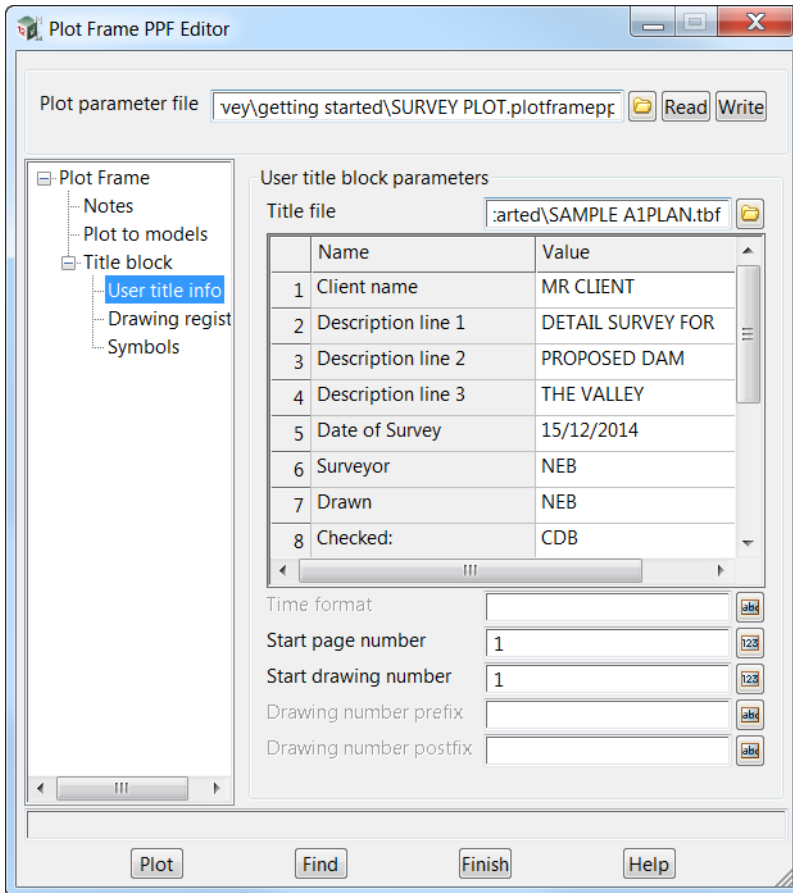 Plot Frame PPF Editor
Plot parameter file vey\getting started\SURVEY PLOT.plotframepp Read Write
Plot Frame
Notes
Plot to models
Title block
User title info
Drawing regist
Symbols
User title block parameters
Title file :arted\SAMPLE A1PLAN.tbf
Name Value
1 Client name MR CLIENT
2 Description line 1 DETAIL SURVEY FOR
3 Description line 2 PROPOSED DAM
4 Description line 3 THE VALLEY
5 Date of Survey 15/12/2014
6 Surveyor NEB
7 Drawn NEB
8 Checked: CDB
Time format abc
Start page number 1 123
Start drawing number 1 123
Drawing number prefix abc
Drawing number postfix abc
Plot Find Finish Help